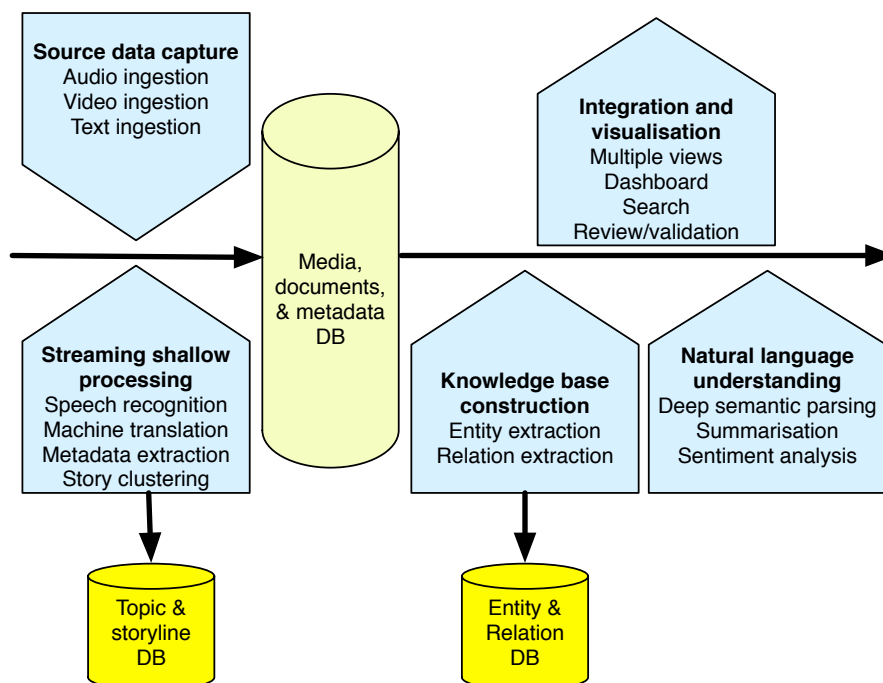 Source data capture
Audio ingestion
Video ingestion
Text ingestion
Integration and
visualisation
Multiple views
Dashboard
Search
Review/validation
Media,
documents,
& metadata
DB
Streaming shallow
processing
Speech recognition
Machine translation
Metadata extraction
Story clustering
Knowledge base
construction
Entity extraction
Relation extraction
Natural language
understanding
Deep semantic parsing
Summarisation
Sentiment analysis
Topic &
storyline
DB
Entity &
Relation
DB